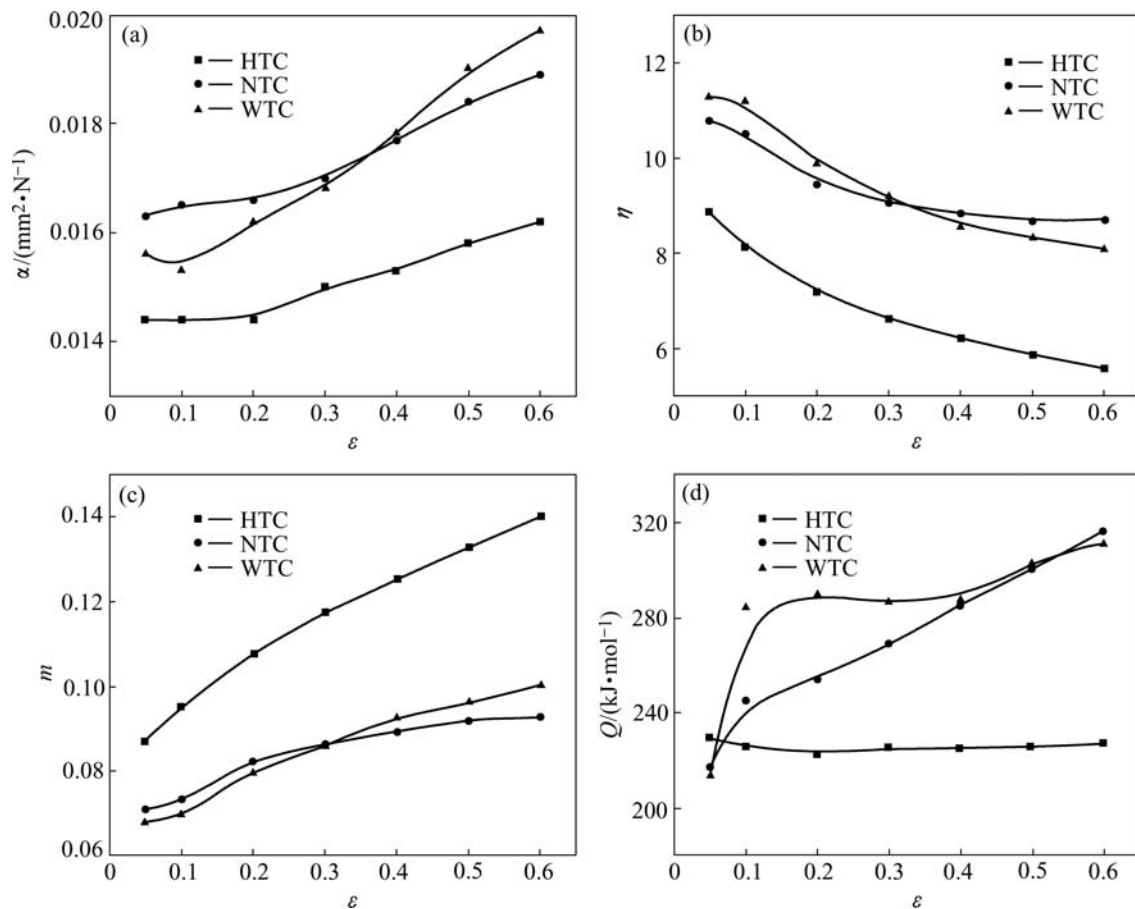 (a)
HTC
NTC
WTC
0.020
0.018
0.016
0.014
α/(mm²•N⁻¹)
0 0.1 0.2 0.3 0.4 0.5 0.6
ε
(b)
HTC
NTC
WTC
12
10
8
6
η
0 0.1 0.2 0.3 0.4 0.5 0.6
ε
(c)
HTC
NTC
WTC
0.14
0.12
0.10
0.08
0.06
m
0 0.1 0.2 0.3 0.4 0.5 0.6
ε
(d)
HTC
NTC
WTC
320
280
240
200
Q/(kJ•mol⁻¹)
0 0.1 0.2 0.3 0.4 0.5 0.6
ε